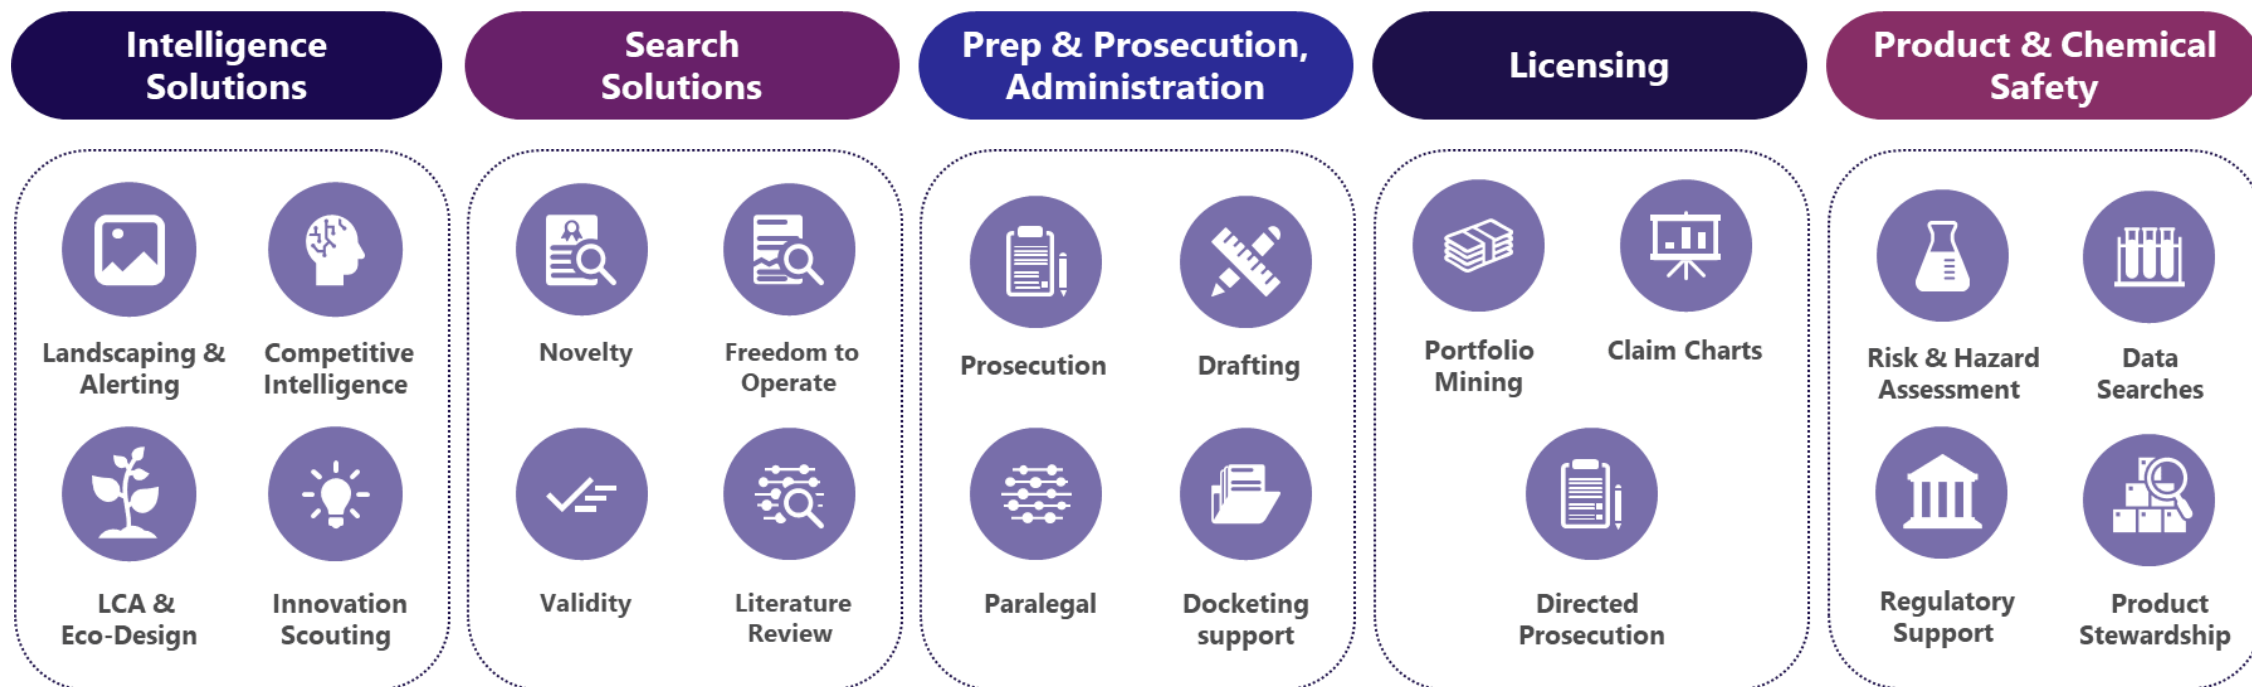 Intelligence
Solutions
Search
Solutions
Prep & Prosecution,
Administration
Licensing
Product & Chemical
Safety
Landscaping &
Alerting
Competitive
Intelligence
LCA &
Eco-Design
Innovation
Scouting
Novelty
Freedom to
Operate
Validity
Literature
Review
Prosecution
Drafting
Paralegal
Docketing
support
Portfolio
Mining
Claim Charts
Directed
Prosecution
Risk & Hazard
Assessment
Data
Searches
Regulatory
Support
Product
Stewardship